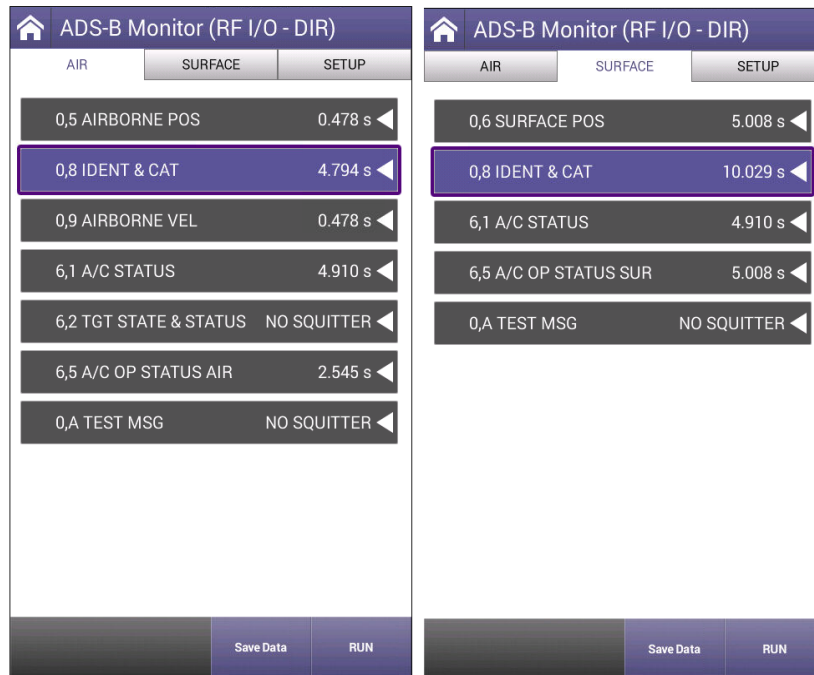 ADS-B Monitor (RF I/O - DIR)
AIR SURFACE SETUP
0,5 AIRBORNE POS 0.478 s
0,8 IDENT & CAT 4.794 s
0,9 AIRBORNE VEL 0.478 s
6,1 A/C STATUS 4.910 s
6,2 TGT STATE & STATUS NO SQUITTER
6,5 A/C OP STATUS AIR 2.545 s
0,A TEST MSG NO SQUITTER
Save Data RUN
ADS-B Monitor (RF I/O - DIR)
AIR SURFACE SETUP
0,6 SURFACE POS 5.008 s
0,8 IDENT & CAT 10.029 s
6,1 A/C STATUS 4.910 s
6,5 A/C OP STATUS SUR 5.008 s
0,A TEST MSG NO SQUITTER
Save Data RUN